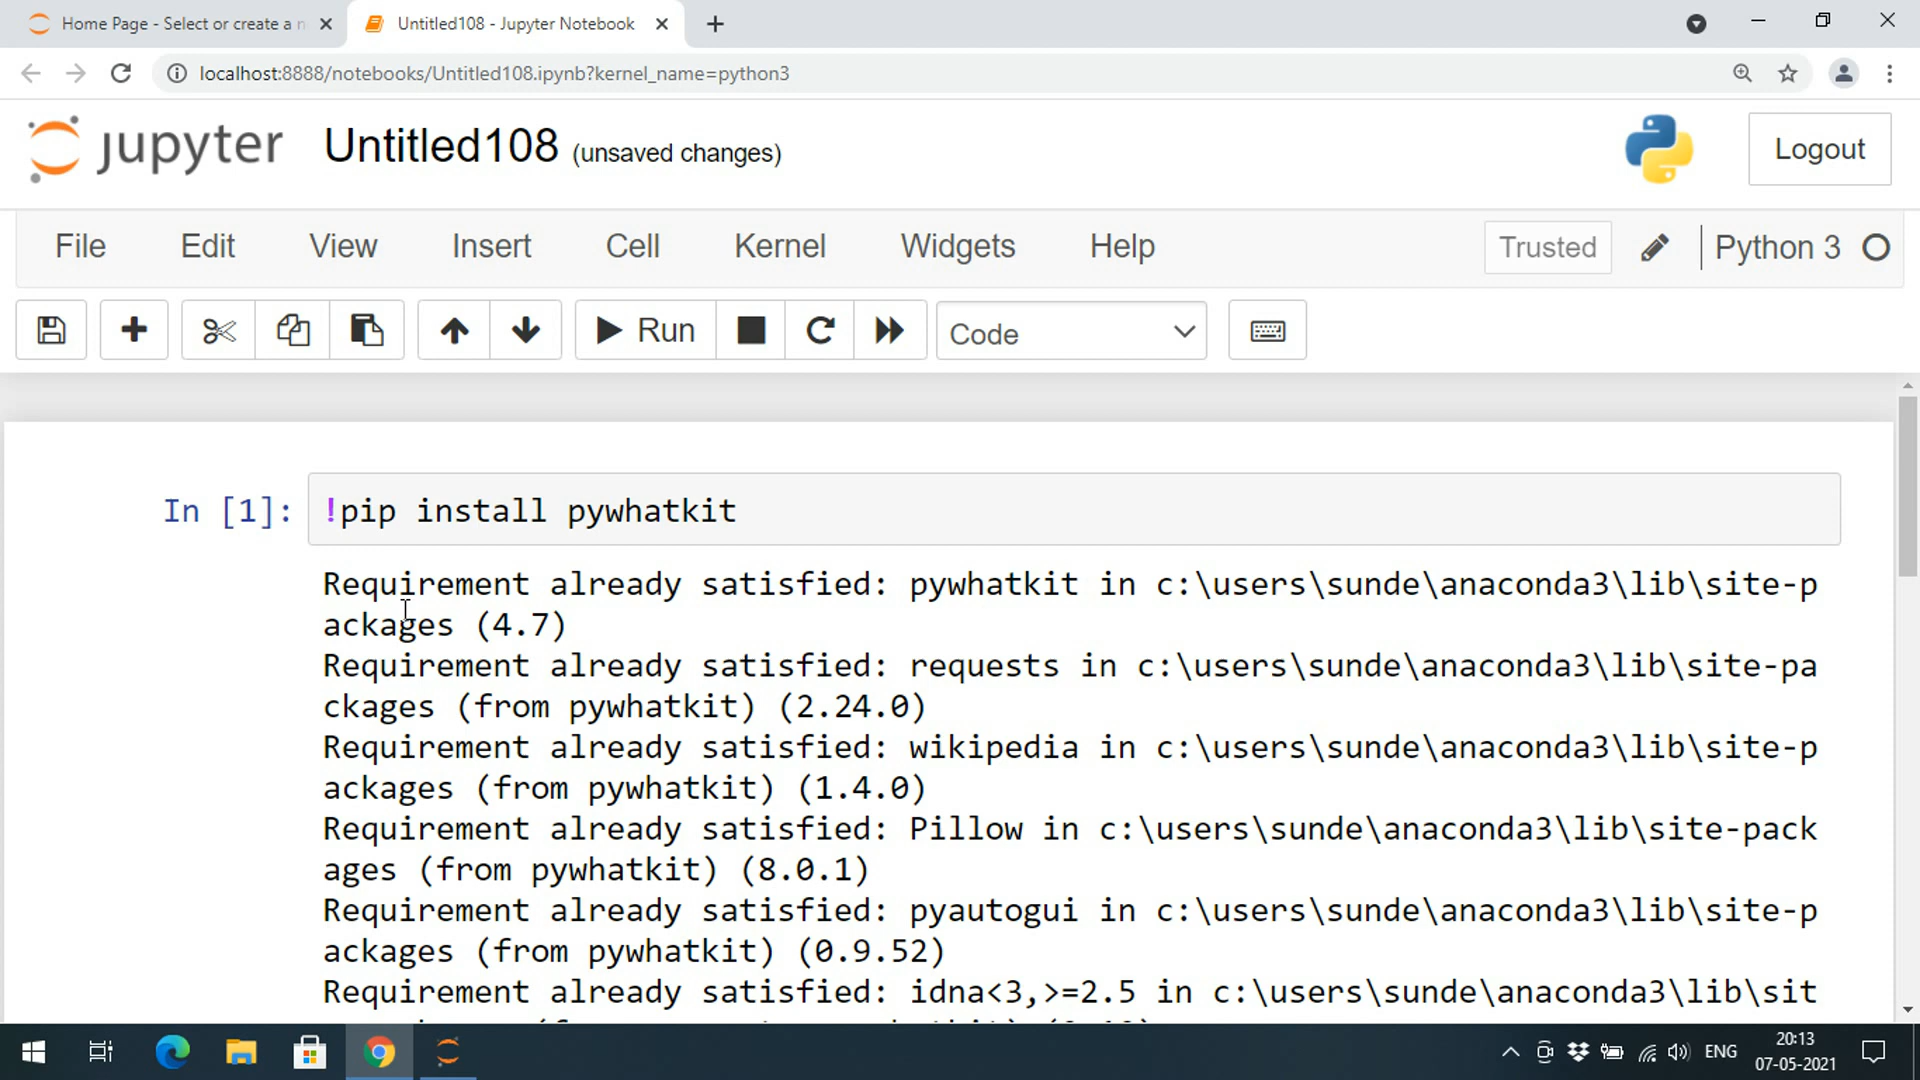 Home Page - Select or create a n
Untitled108 - Jupyter Notebook
localhost:8888/notebooks/Untitled108.ipynb?kernel_name=python3
jupyter Untitled108 (unsaved changes)
Logout
File Edit View Insert Cell Kernel Widgets Help
Trusted
Python 3
Run
Code
In [1]: !pip install pywhatkit
Requirement already satisfied: pywhatkit in c:\users\sunde\anaconda3\lib\site-p
ackages (4.7)
Requirement already satisfied: requests in c:\users\sunde\anaconda3\lib\site-pa
ckages (from pywhatkit) (2.24.0)
Requirement already satisfied: wikipedia in c:\users\sunde\anaconda3\lib\site-p
ackages (from pywhatkit) (1.4.0)
Requirement already satisfied: Pillow in c:\users\sunde\anaconda3\lib\site-pack
ages (from pywhatkit) (8.0.1)
Requirement already satisfied: pyautogui in c:\users\sunde\anaconda3\lib\site-p
ackages (from pywhatkit) (0.9.52)
Requirement already satisfied: idna<3,>=2.5 in c:\users\sunde\anaconda3\lib\sit
ENG
20:13
07-05-2021